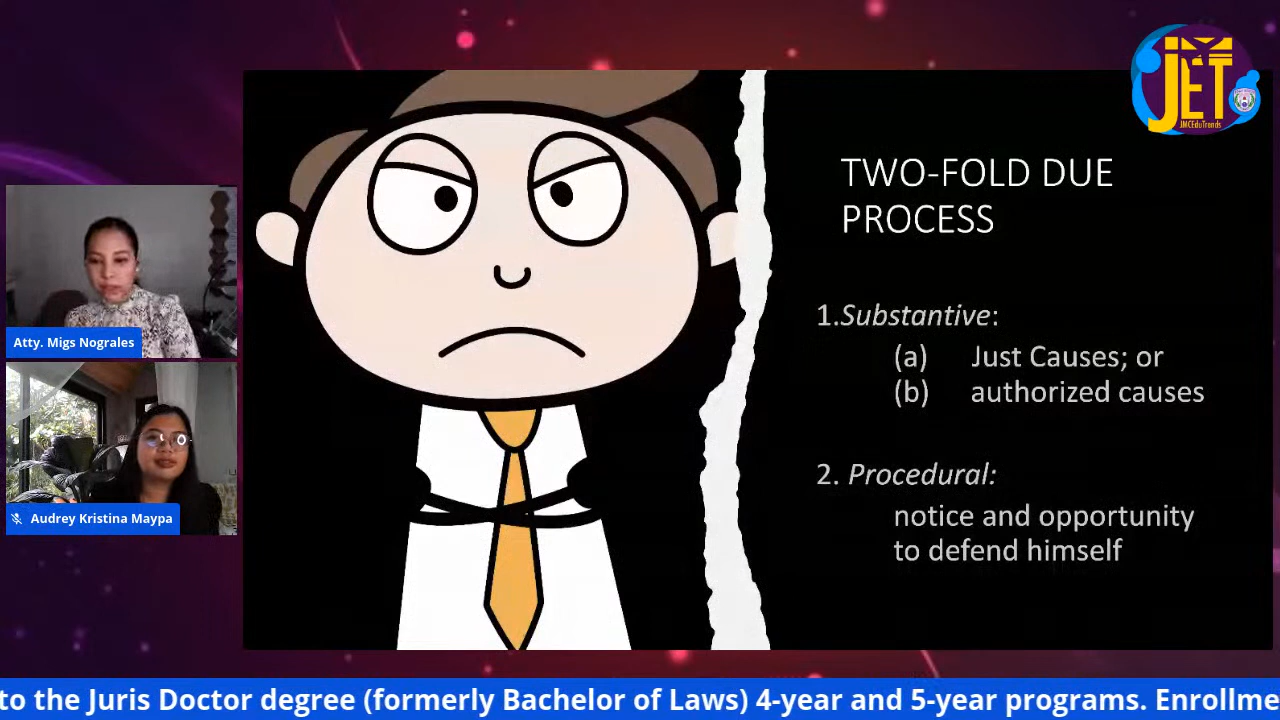 JM
JET
JMCEduTrends
TWO-FOLD DUE
PROCESS
1.Substantive:
(a) Just Causes; or
(b) authorized causes
2. Procedural:
notice and opportunity
to defend himself
Atty. Migs Nograles
Audrey Kristina Maypa
to the Juris Doctor degree (formerly Bachelor of Laws) 4-year and 5-year programs. Enrollme